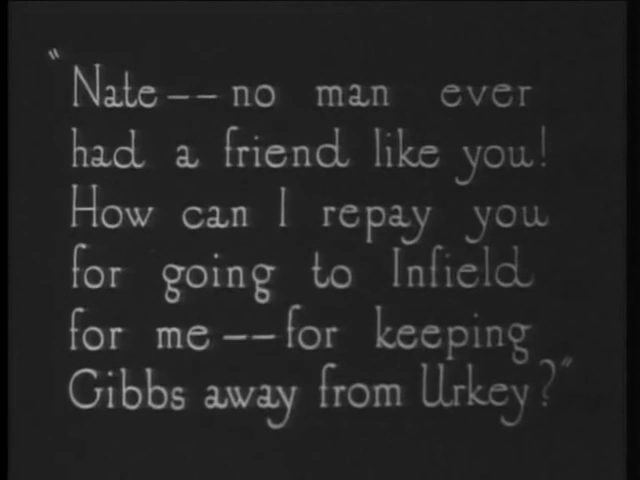 "Nate -- no man ever
had a friend like you!
How can I repay you
for going to Infield
for me -- for keeping
Gibbs away from Urkey?"